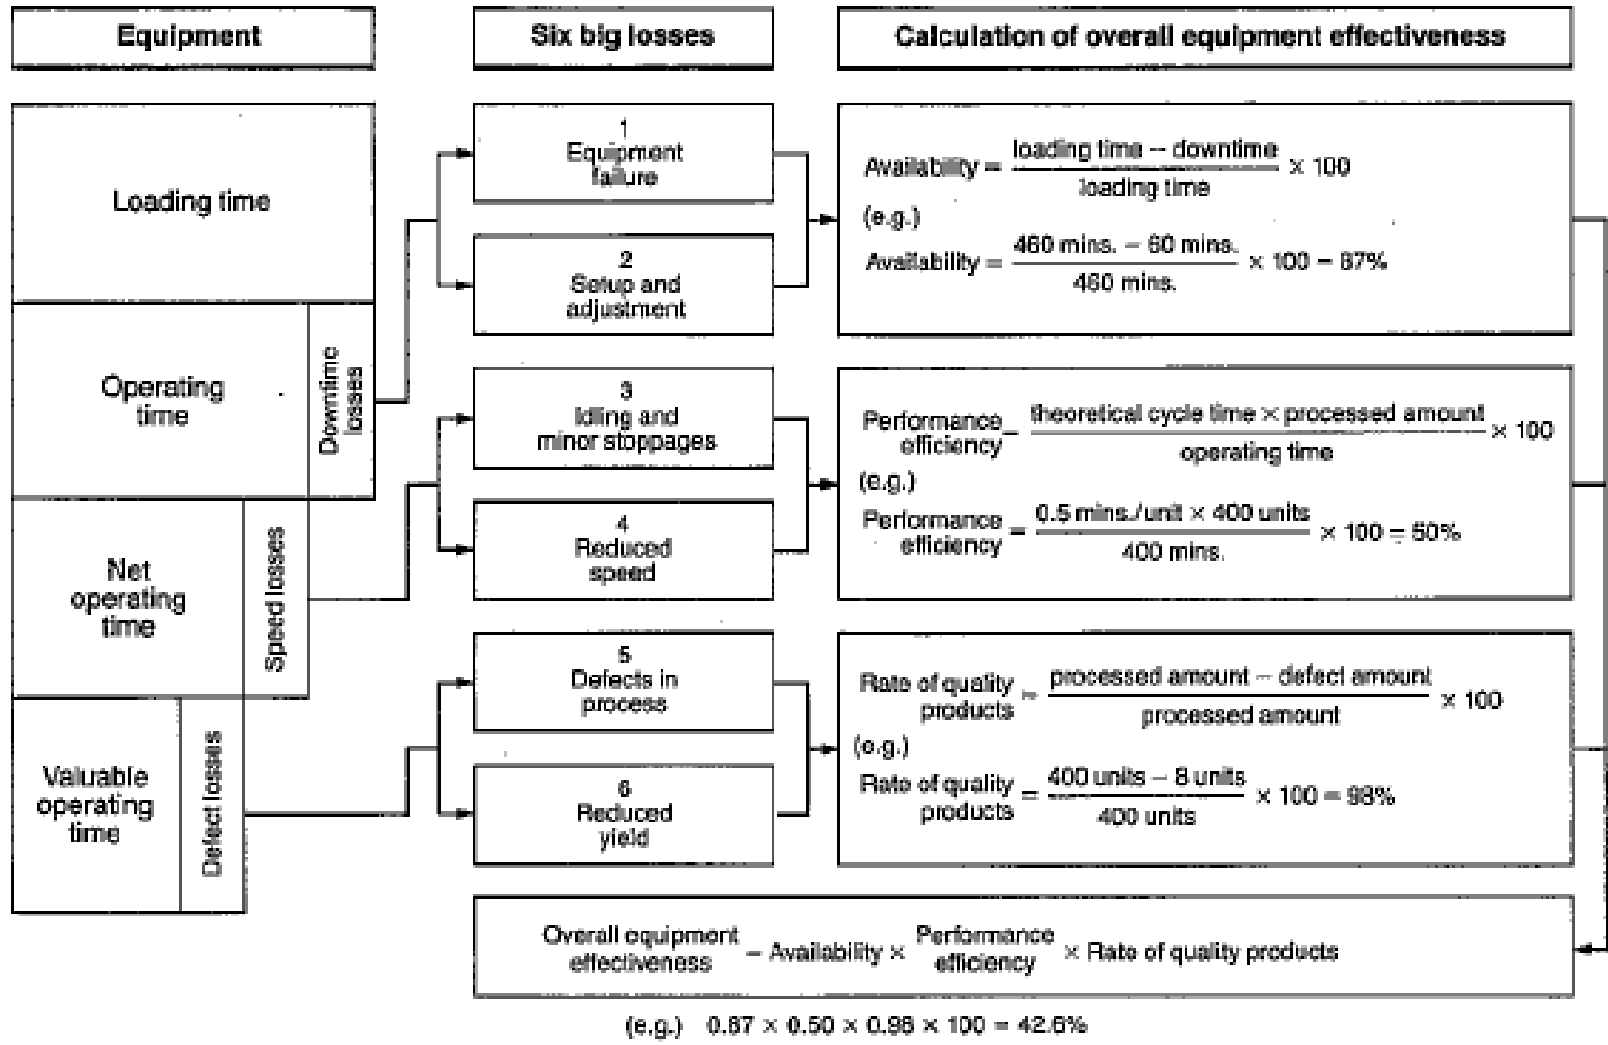 Equipment
Six big losses
Calculation of overall equipment effectiveness
Loading time
Operating
time
Downtime
losses
Net
operating
time
Speed losses
Valuable
operating
time
Defect losses
1
Equipment
failure
2
Setup and
adjustment
3
Idling and
minor stoppages
4
Reduced
speed
5
Defects in
process
6
Reduced
yield
Availability = loading time – downtime × 100
loading time
(e.g.)
Availability = 460 mins. – 60 mins. × 100 = 87%
460 mins.
Performance efficiency = theoretical cycle time × processed amount × 100
operating time
(e.g.)
Performance efficiency = 0.5 mins./unit × 400 units × 100 = 50%
400 mins.
Rate of quality products = processed amount – defect amount × 100
processed amount
(e.g.)
Rate of quality products = 400 units – 8 units × 100 = 98%
400 units
Overall equipment effectiveness = Availability × Performance efficiency × Rate of quality products
(e.g.) 0.87 × 0.50 × 0.98 × 100 = 42.6%